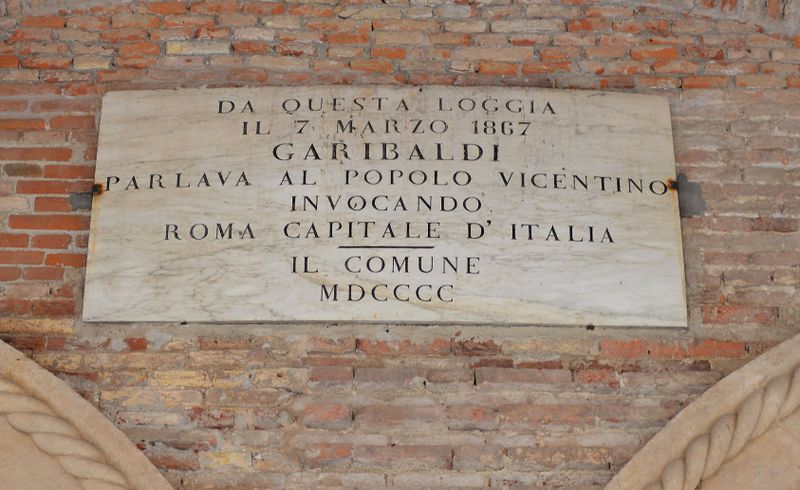 DA QUESTA LOGGIA
IL 7 MARZO 1867
GARIBALDI
PARLAVA AL POPOLO VICENTINO
INVOCANDO
ROMA CAPITALE D' ITALIA
IL COMUNE
MDCCCC